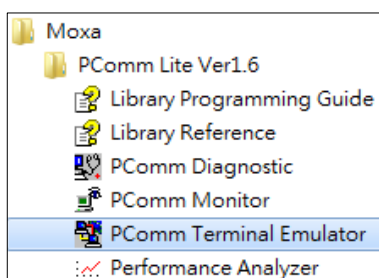 Moxa
PComm Lite Ver1.6
Library Programming Guide
Library Reference
PComm Diagnostic
PComm Monitor
PComm Terminal Emulator
Performance Analyzer